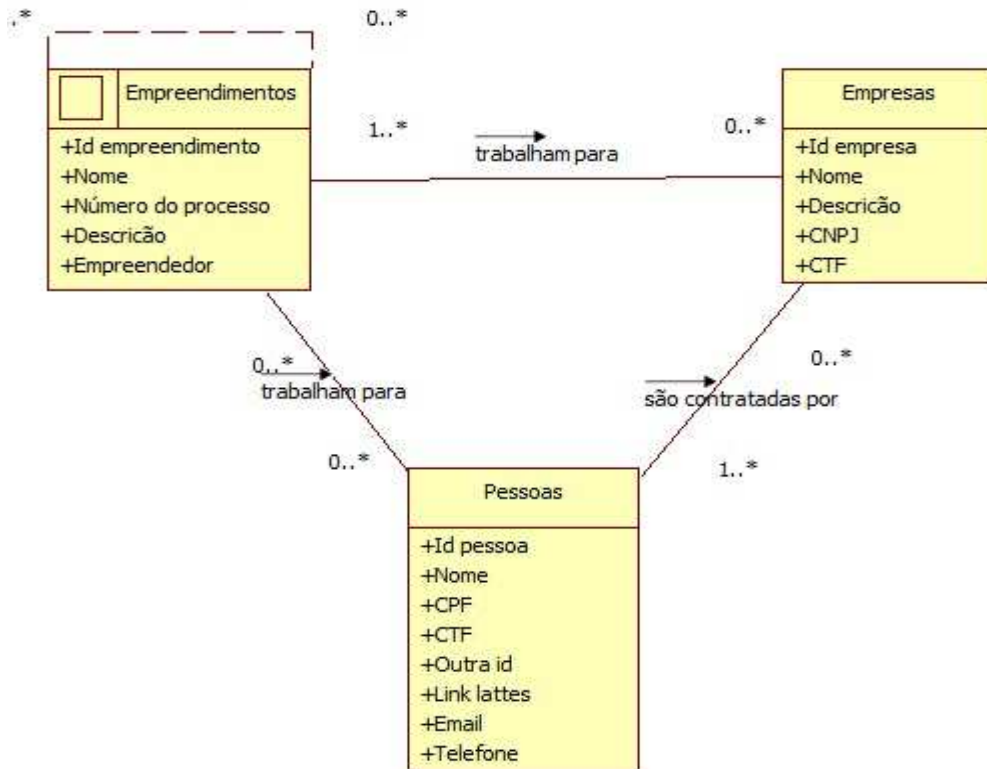 ..*
0..*
Empreendimentos
+Id empreendimento
+Nome
+Número do processo
+Descricão
+Empreendedor
1..*
trabalham para
0..*
Empresas
+Id empresa
+Nome
+Descricão
+CNPJ
+CTF
0..*
trabalham para
0..*
0..*
são contratadas por
1..*
Pessoas
+Id pessoa
+Nome
+CPF
+CTF
+Outra id
+Link lattes
+Email
+Telefone